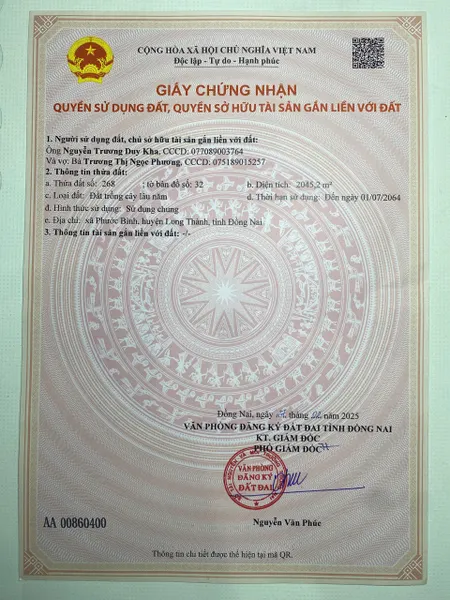 CỘNG HÒA XÃ HỘI CHỦ NGHĨA VIỆT NAM
Độc lập - Tự do - Hạnh phúc
GIẤY CHỨNG NHẬN
QUYỀN SỬ DỤNG ĐẤT, QUYỀN SỞ HỮU TÀI SẢN GẮN LIỀN VỚI ĐẤT
1. Người sử dụng đất, chủ sở hữu tài sản gắn liền với đất:
Ông Nguyễn Trương Duy Kha, CCCD: 077089003764
Và vợ: Bà Trương Thị Ngọc Phương, CCCD: 075189015257
2. Thông tin thửa đất:
a. Thửa đất số: 268 ; tờ bản đồ số: 32 b. Diện tích: 2045,2 m²
c. Loại đất: Đất trồng cây lâu năm d. Thời hạn sử dụng: Đến ngày 01/07/2064
đ. Hình thức sử dụng: Sử dụng chung
e. Địa chỉ: xã Phước Bình, huyện Long Thành, tỉnh Đồng Nai
3. Thông tin tài sản gắn liền với đất: -/-
Đồng Nai, ngày tháng năm 2025
VĂN PHÒNG ĐĂNG KÝ ĐẤT ĐAI TỈNH ĐỒNG NAI
KT. GIÁM ĐỐC
PHÓ GIÁM ĐỐC
VĂN PHÒNG
ĐĂNG KÝ
ĐẤT ĐAI
AA 00860400 Nguyễn Văn Phúc
Thông tin chi tiết được thể hiện tại mã QR.